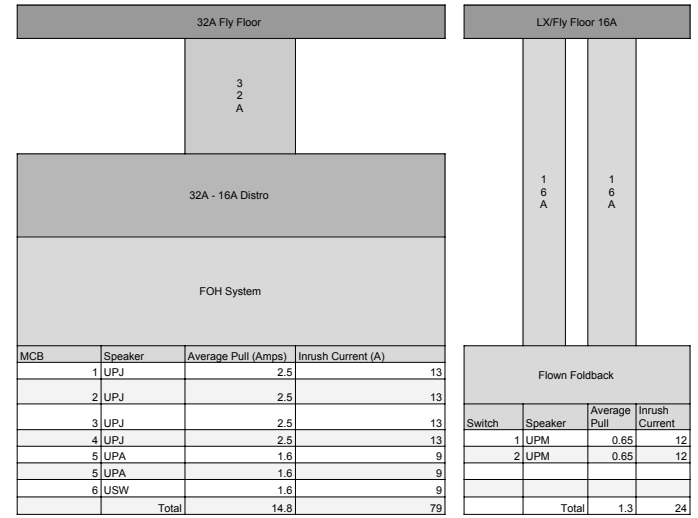 32A Fly Floor
3
2
A
32A - 16A Distro
FOH System
MCB Speaker Average Pull (Amps) Inrush Current (A)
1 UPJ 2.5 13
2 UPJ 2.5 13
3 UPJ 2.5 13
4 UPJ 2.5 13
5 UPA 1.6 9
5 UPA 1.6 9
6 USW 1.6 9
Total 14.8 79
LX/Fly Floor 16A
1
6
A
1
6
A
Flown Foldback
Switch Speaker Average Pull Inrush Current
1 UPM 0.65 12
2 UPM 0.65 12
Total 1.3 24